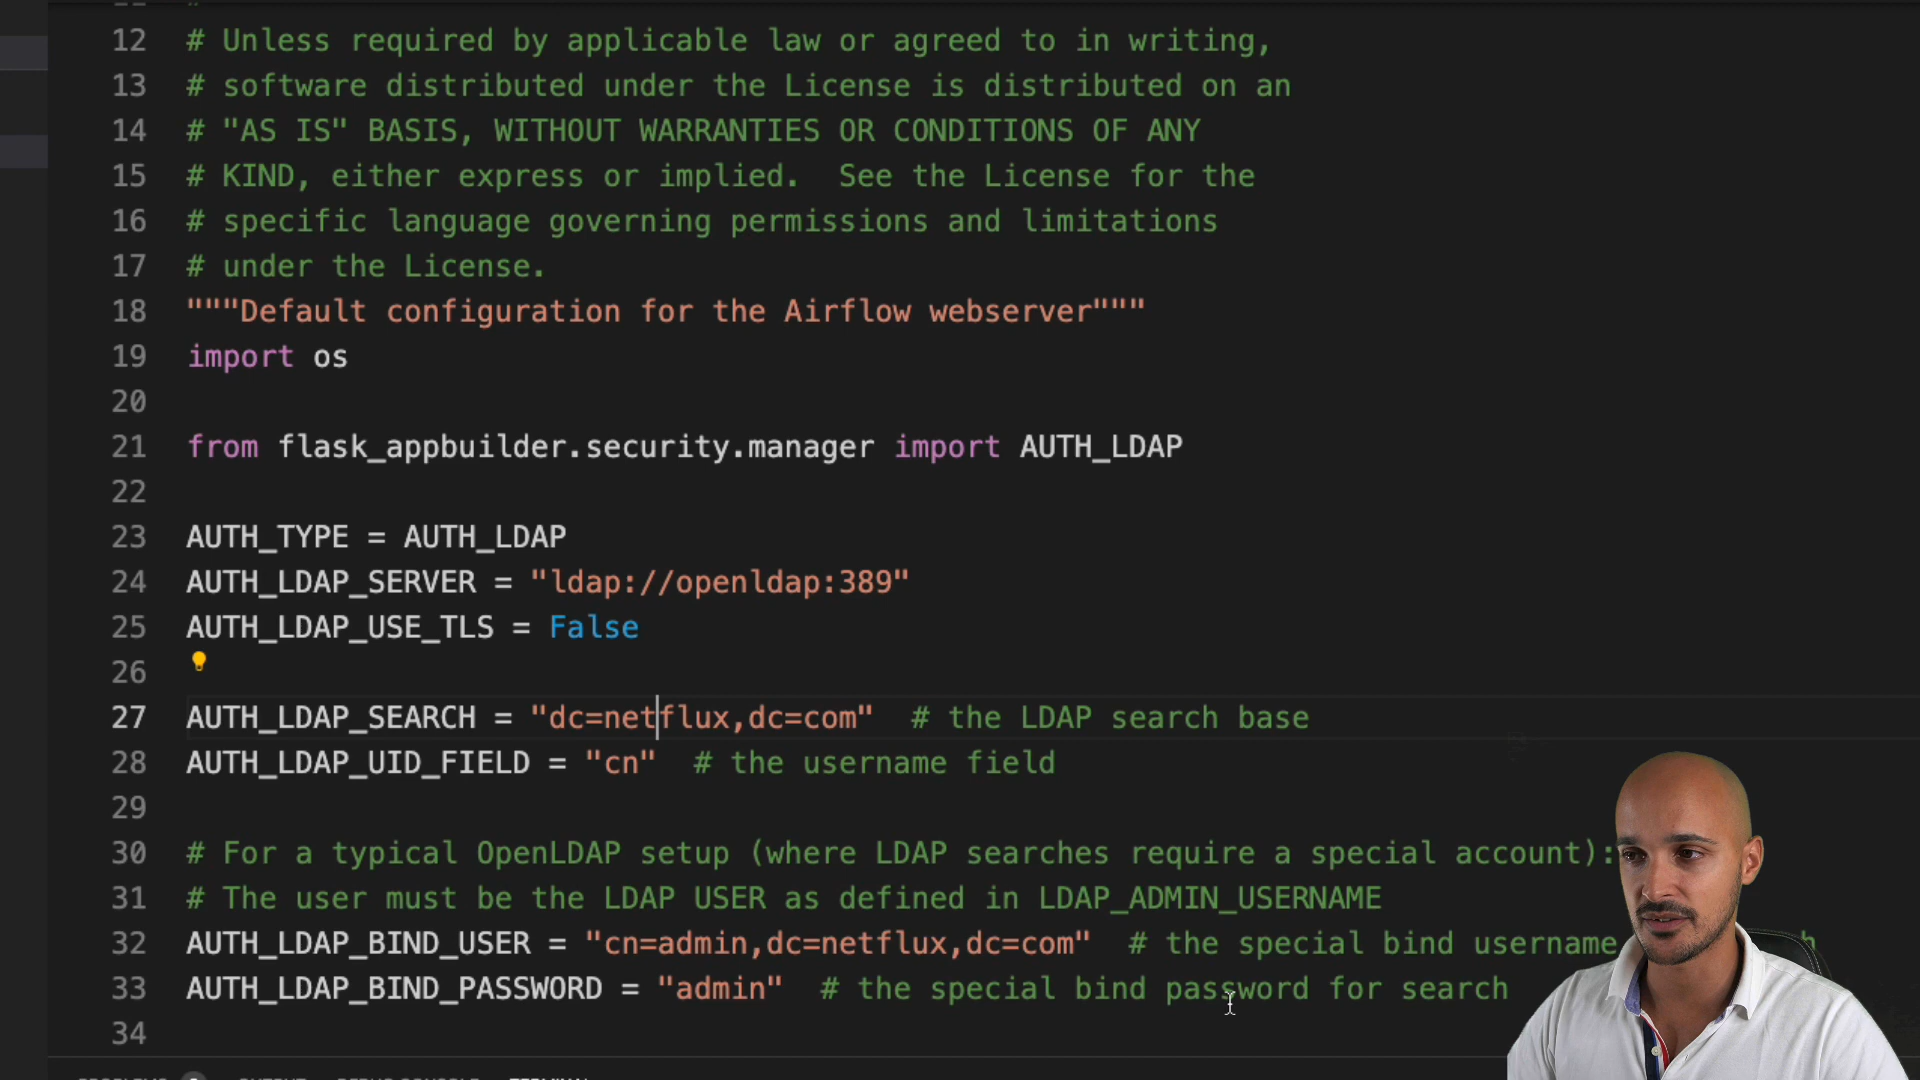 12 # Unless required by applicable law or agreed to in writing,
13 # software distributed under the License is distributed on an
14 # "AS IS" BASIS, WITHOUT WARRANTIES OR CONDITIONS OF ANY
15 # KIND, either express or implied.  See the License for the
16 # specific language governing permissions and limitations
17 # under the License.
18 """Default configuration for the Airflow webserver"""
19 import os
20
21 from flask_appbuilder.security.manager import AUTH_LDAP
22
23 AUTH_TYPE = AUTH_LDAP
24 AUTH_LDAP_SERVER = "ldap://openldap:389"
25 AUTH_LDAP_USE_TLS = False
26
27 AUTH_LDAP_SEARCH = "dc=netflux,dc=com"  # the LDAP search base
28 AUTH_LDAP_UID_FIELD = "cn"  # the username field
29
30 # For a typical OpenLDAP setup (where LDAP searches require a special account):
31 # The user must be the LDAP USER as defined in LDAP_ADMIN_USERNAME
32 AUTH_LDAP_BIND_USER = "cn=admin,dc=netflux,dc=com"  # the special bind username
33 AUTH_LDAP_BIND_PASSWORD = "admin"  # the special bind password for search
34